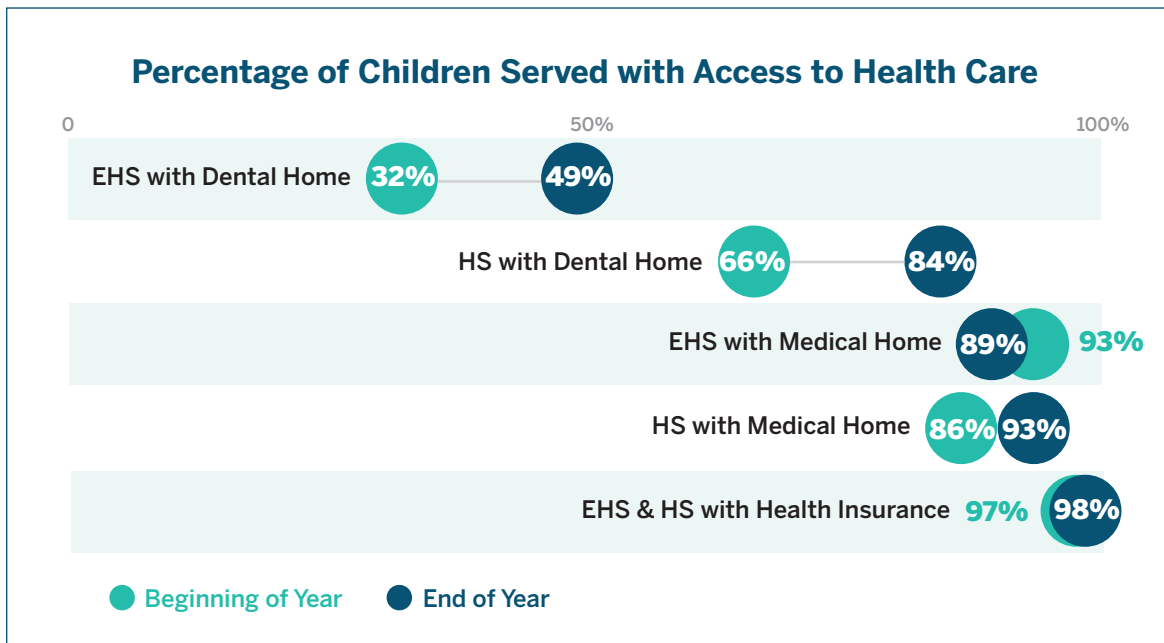 Percentage of Children Served with Access to Health Care
0 50% 100%
EHS with Dental Home 32% 49%
HS with Dental Home 66% 84%
EHS with Medical Home 89% 93%
HS with Medical Home 86% 93%
EHS & HS with Health Insurance 97% 98%
Beginning of Year End of Year